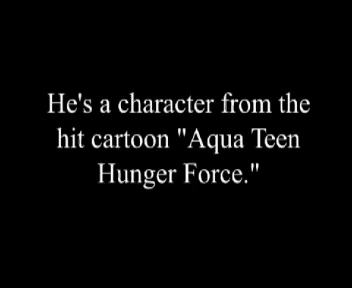 He's a character from the
hit cartoon "Aqua Teen
Hunger Force."